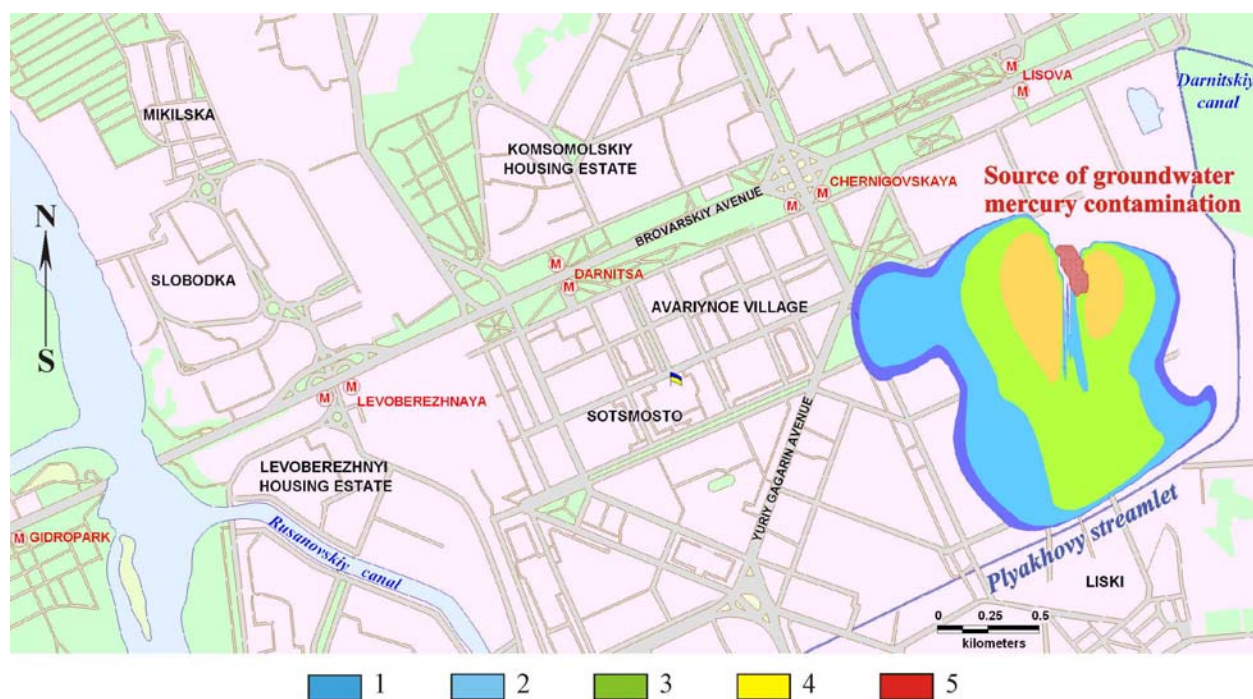 LISOVA
M
M
Darnitskiy
canal
MIKILSKA
KOMSOMOLSKIY
HOUSING ESTATE
BROVARSKIY AVENUE
CHERNIGOVSKAYA
M
M
Source of groundwater
mercury contamination
N
S
SLOBODKA
M
DARNITSA
M
AVARIYNOE VILLAGE
M
M
LEVOBEREZHNAYA
SOTSMOSTO
YURIY GAGARIN AVENUE
LEVOBEREZHNYI
HOUSING ESTATE
M GIDROPARK
Rusanovskiy canal
Plyakhovy streamlet
LISKI
0 0.25 0.5
kilometers
1 2 3 4 5